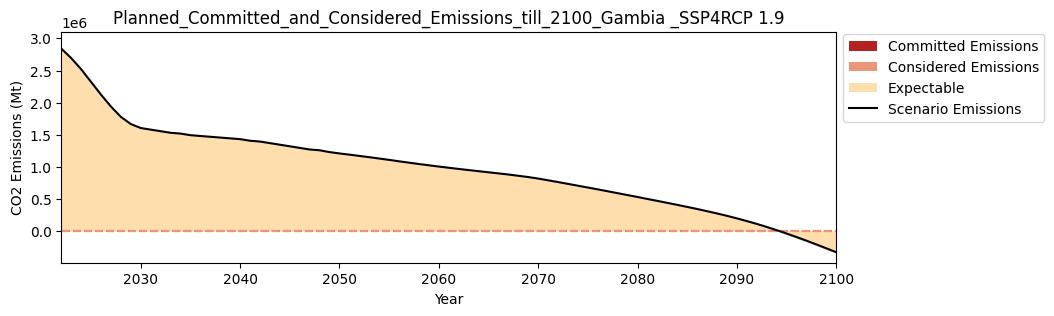 Planned_Committed_and_Considered_Emissions_till_2100_Gambia _SSP4RCP 1.9
1e6
3.0
2.5
2.0
1.5
1.0
0.5
0.0
CO2 Emissions (Mt)
2030
2040
2050
2060
2070
2080
2090
2100
Year
Committed Emissions
Considered Emissions
Expectable
Scenario Emissions